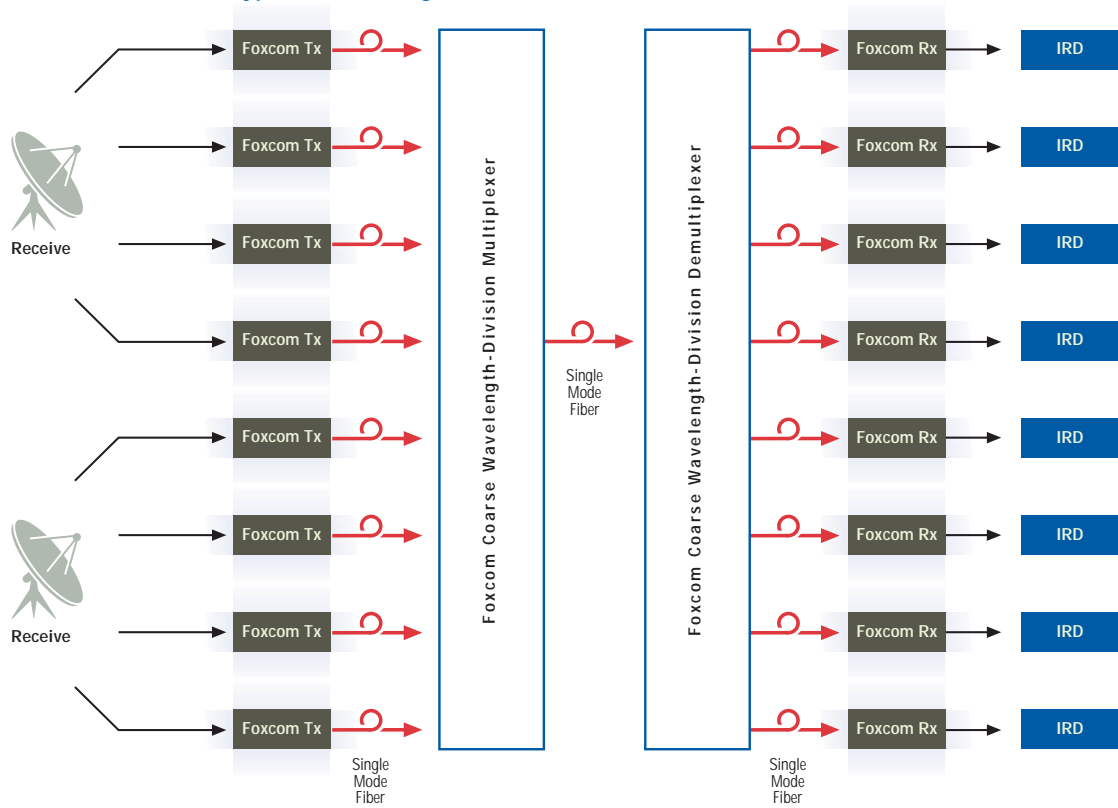 Foxcom Tx
Foxcom Rx
IRD
Foxcom Tx
Foxcom Rx
IRD
Receive
Foxcom Tx
Foxcom Rx
IRD
Foxcom Tx
Foxcom Rx
IRD
Foxcom Coarse Wavelength-Division Multiplexer
Single
Mode
Fiber
Foxcom Coarse Wavelength-Division Demultiplexer
Foxcom Tx
Foxcom Rx
IRD
Foxcom Tx
Foxcom Rx
IRD
Receive
Foxcom Tx
Foxcom Rx
IRD
Foxcom Tx
Foxcom Rx
IRD
Single
Mode
Fiber
Single
Mode
Fiber